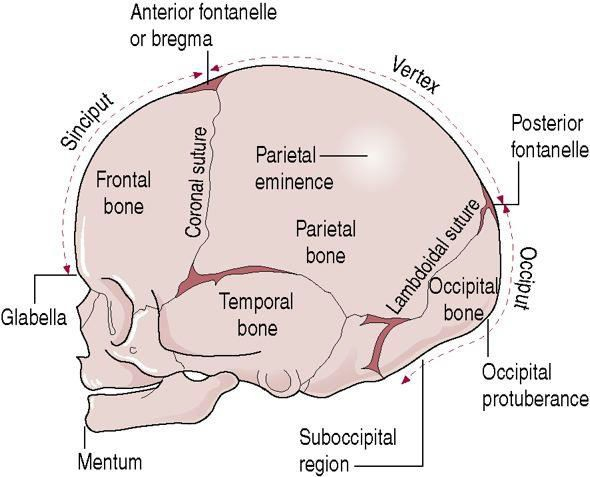 Anterior fontanelle
or bregma
Vertex
Sinciput
Posterior
fontanelle
Coronal suture
Parietal
eminence
Frontal
bone
Parietal
bone
Lambdoidal suture
Occiput
Occipital
bone
Temporal
bone
Glabella
Occipital
protuberance
Suboccipital
region
Mentum